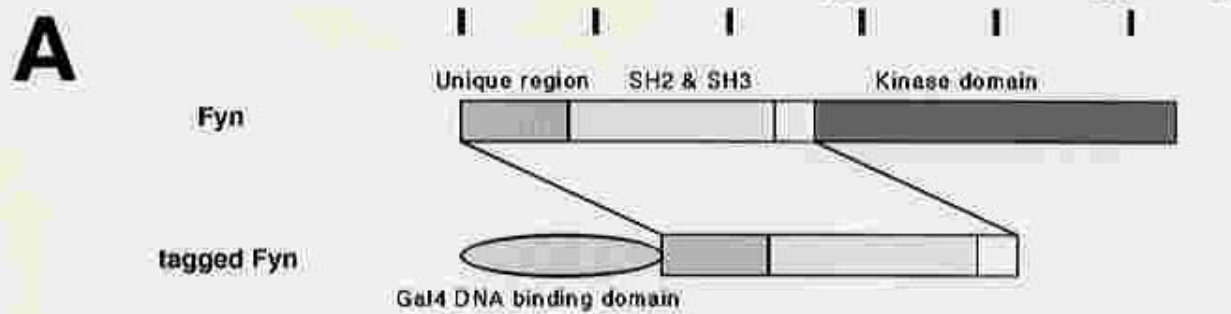 A
Unique region SH2 & SH3 Kinase domain
Fyn
tagged Fyn
Gal4 DNA binding domain